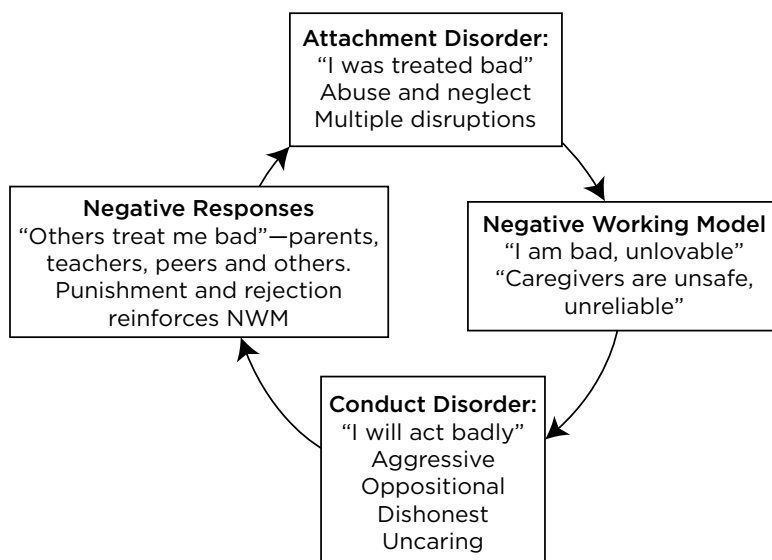 Attachment Disorder:
“I was treated bad”
Abuse and neglect
Multiple disruptions
Negative Working Model
“I am bad, unlovable”
“Caregivers are unsafe,
unreliable”
Conduct Disorder:
“I will act badly”
Aggressive
Oppositional
Dishonest
Uncaring
Negative Responses
“Others treat me bad”—parents,
teachers, peers and others.
Punishment and rejection
reinforces NWM